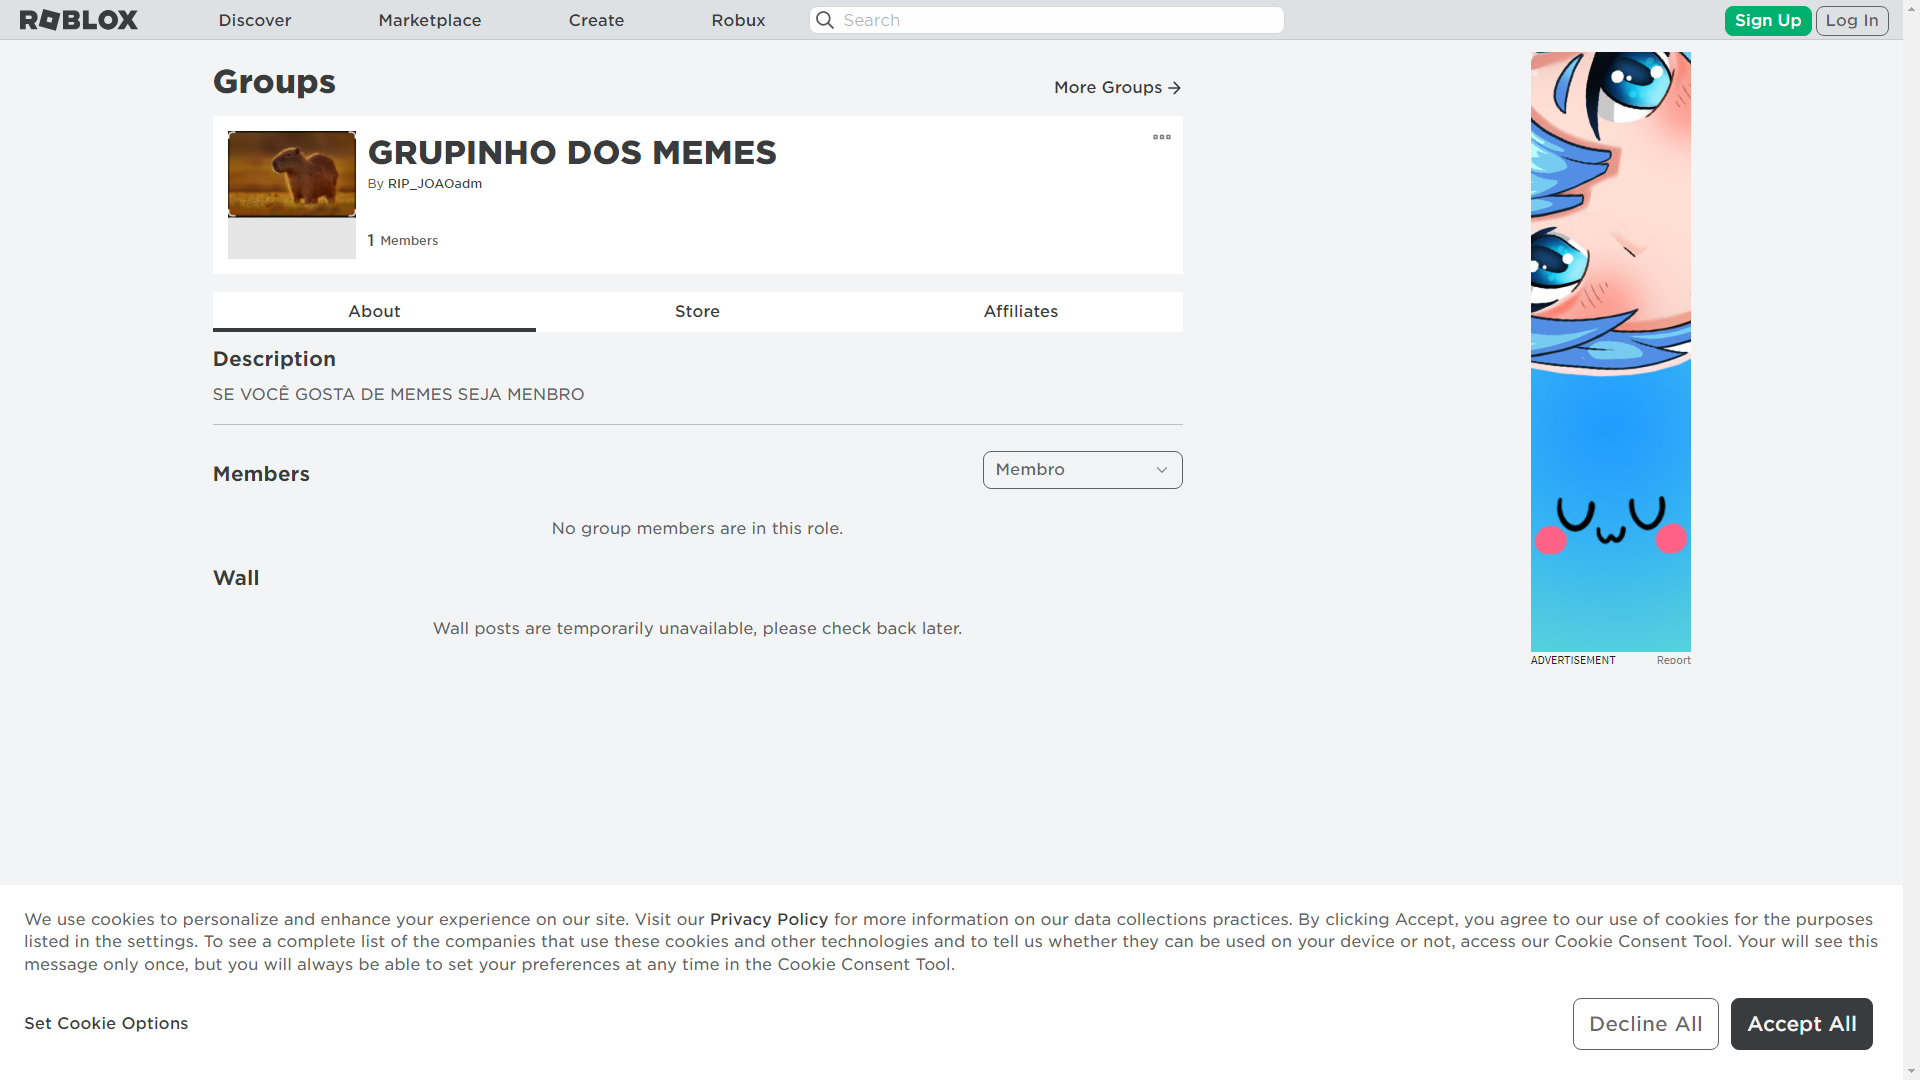 ROBLOX
Discover
Marketplace
Create
Robux
Search
Sign Up
Log In
Groups
More Groups
GRUPINHO DOS MEMES
By RIP_JOAOadm
1 Members
About
Store
Affiliates
Description
SE VOCÊ GOSTA DE MEMES SEJA MENBRO
Members
Membro
No group members are in this role.
Wall
Wall posts are temporarily unavailable, please check back later.
ADVERTISEMENT
Report
We use cookies to personalize and enhance your experience on our site. Visit our Privacy Policy for more information on our data collections practices. By clicking Accept, you agree to our use of cookies for the purposes
listed in the settings. To see a complete list of the companies that use these cookies and other technologies and to tell us whether they can be used on your device or not, access our Cookie Consent Tool. Your will see this
message only once, but you will always be able to set your preferences at any time in the Cookie Consent Tool.
Set Cookie Options
Decline All
Accept All